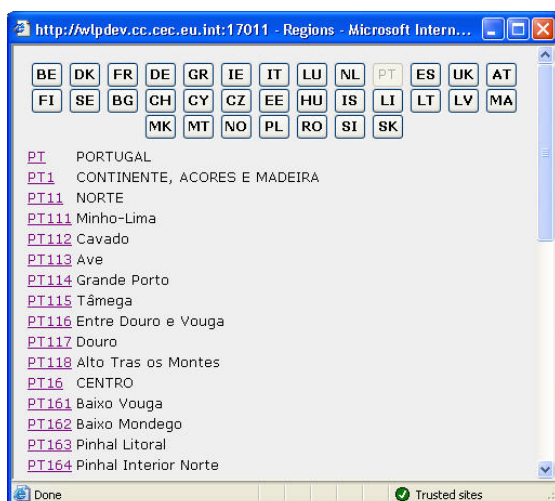 http://wlpdev.cc.cec.eu.int:17011 - Regions - Microsoft Intern...
BE DK FR DE GR IE IT LU NL PT ES UK AT
FI SE BG CH CY CZ EE HU IS LI LT LV MA
MK MT NO PL RO SI SK
PT PORTUGAL
PT1 CONTINENTE, ACORES E MADEIRA
PT11 NORTE
PT111 Minho-Lima
PT112 Cavado
PT113 Ave
PT114 Grande Porto
PT115 Tâmega
PT116 Entre Douro e Vouga
PT117 Douro
PT118 Alto Tras os Montes
PT16 CENTRO
PT161 Baixo Vouga
PT162 Baixo Mondego
PT163 Pinhal Litoral
PT164 Pinhal Interior Norte
Done Trusted sites